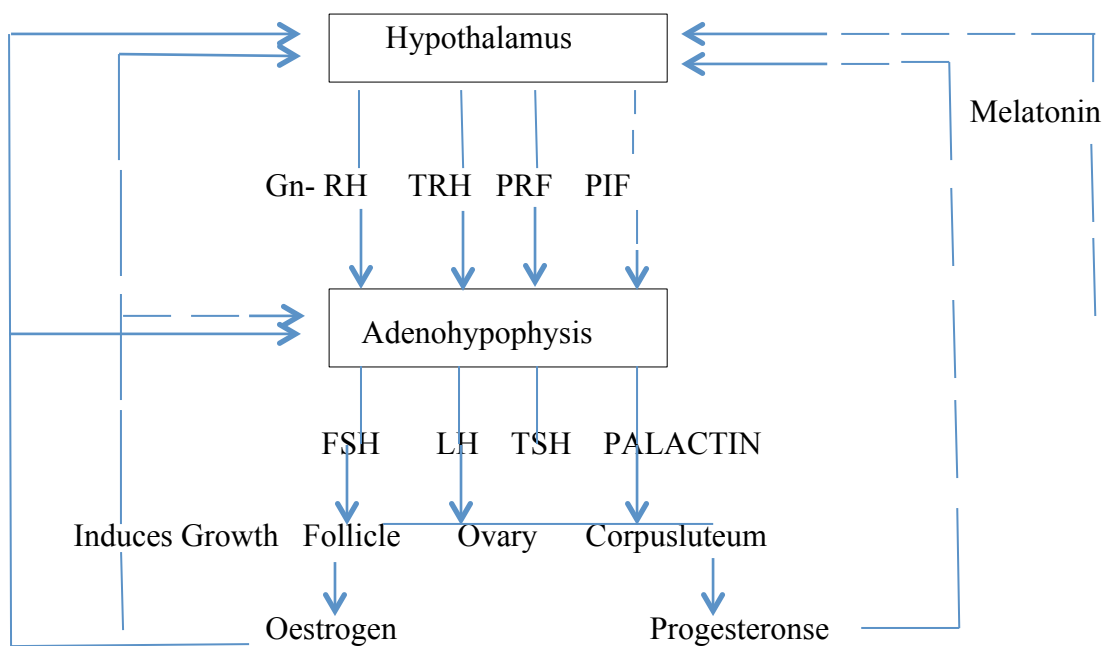 Hypothalamus
Melatonin
Gn- RH TRH PRF PIF
Adenohypophysis
FSH LH TSH PALACTIN
Induces Growth Follicle Ovary Corpusluteum
Oestrogen Progesteronse